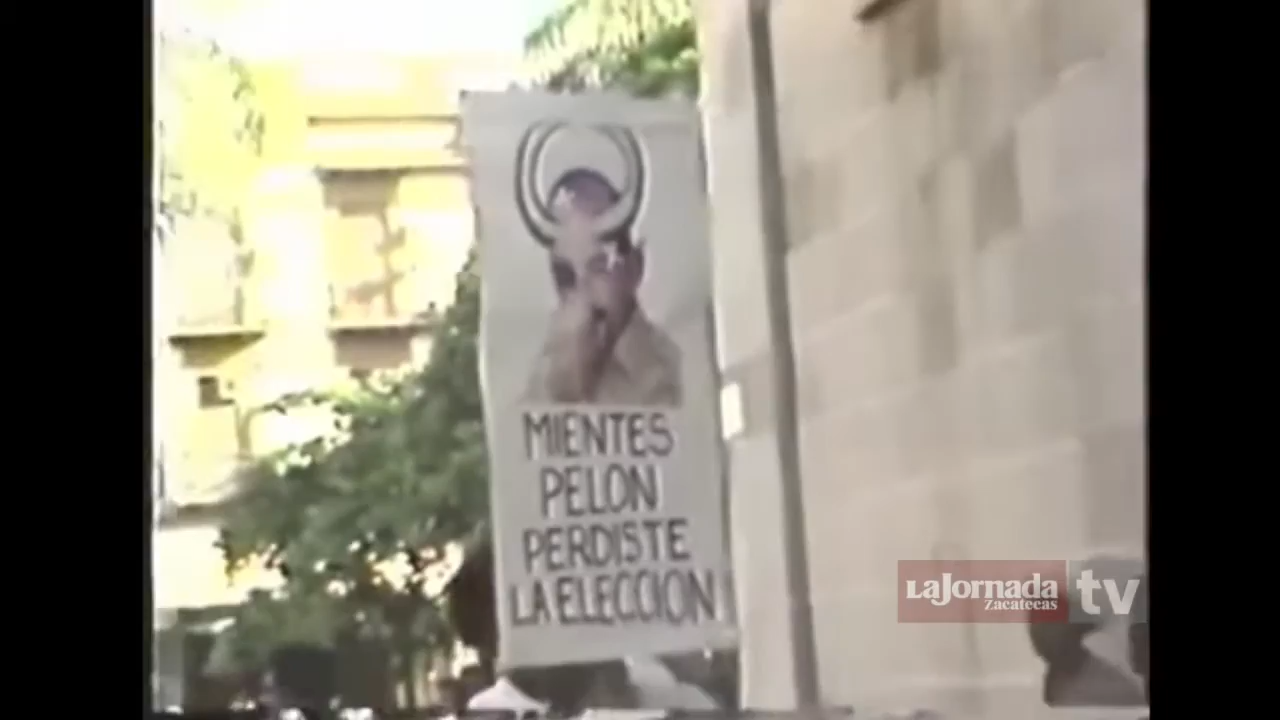 MIENTES
PELON
PERDISTE
LA ELECCION
LaJornada
Zacatecas
tv